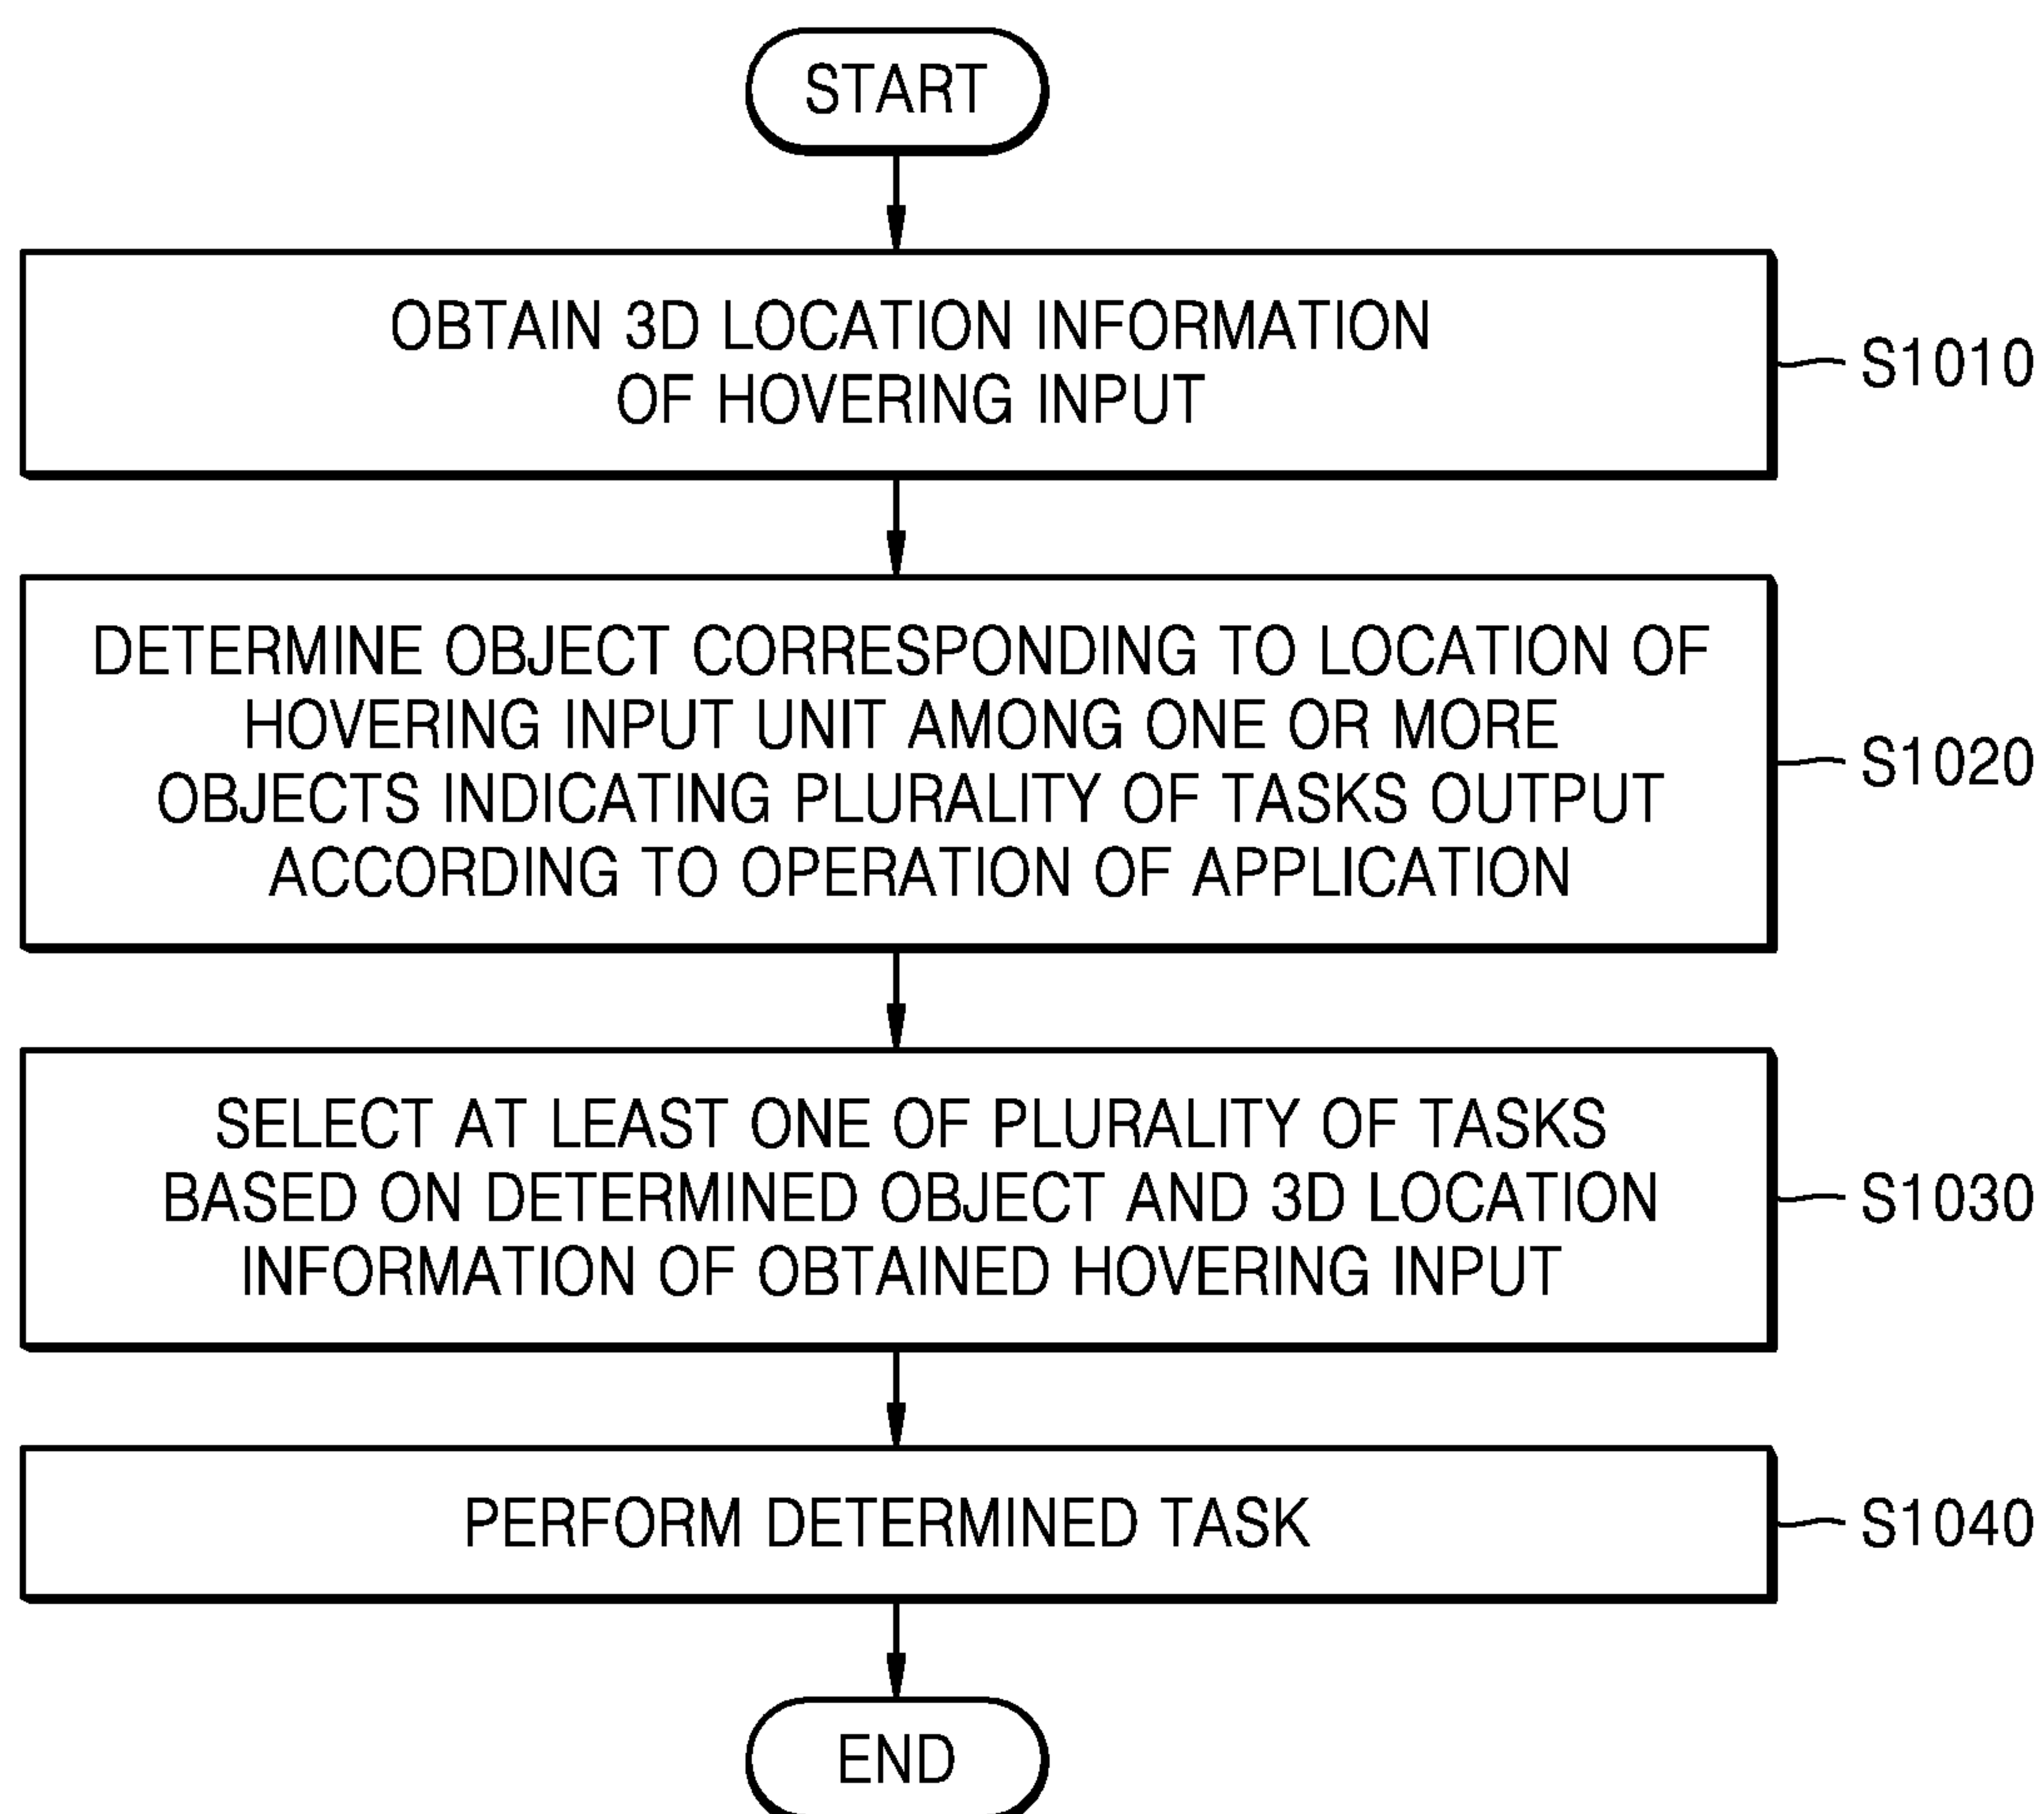 START
OBTAIN 3D LOCATION INFORMATION
OF HOVERING INPUT
S1010
DETERMINE OBJECT CORRESPONDING TO LOCATION OF
HOVERING INPUT UNIT AMONG ONE OR MORE
OBJECTS INDICATING PLURALITY OF TASKS OUTPUT
ACCORDING TO OPERATION OF APPLICATION
S1020
SELECT AT LEAST ONE OF PLURALITY OF TASKS
BASED ON DETERMINED OBJECT AND 3D LOCATION
INFORMATION OF OBTAINED HOVERING INPUT
S1030
PERFORM DETERMINED TASK
S1040
END